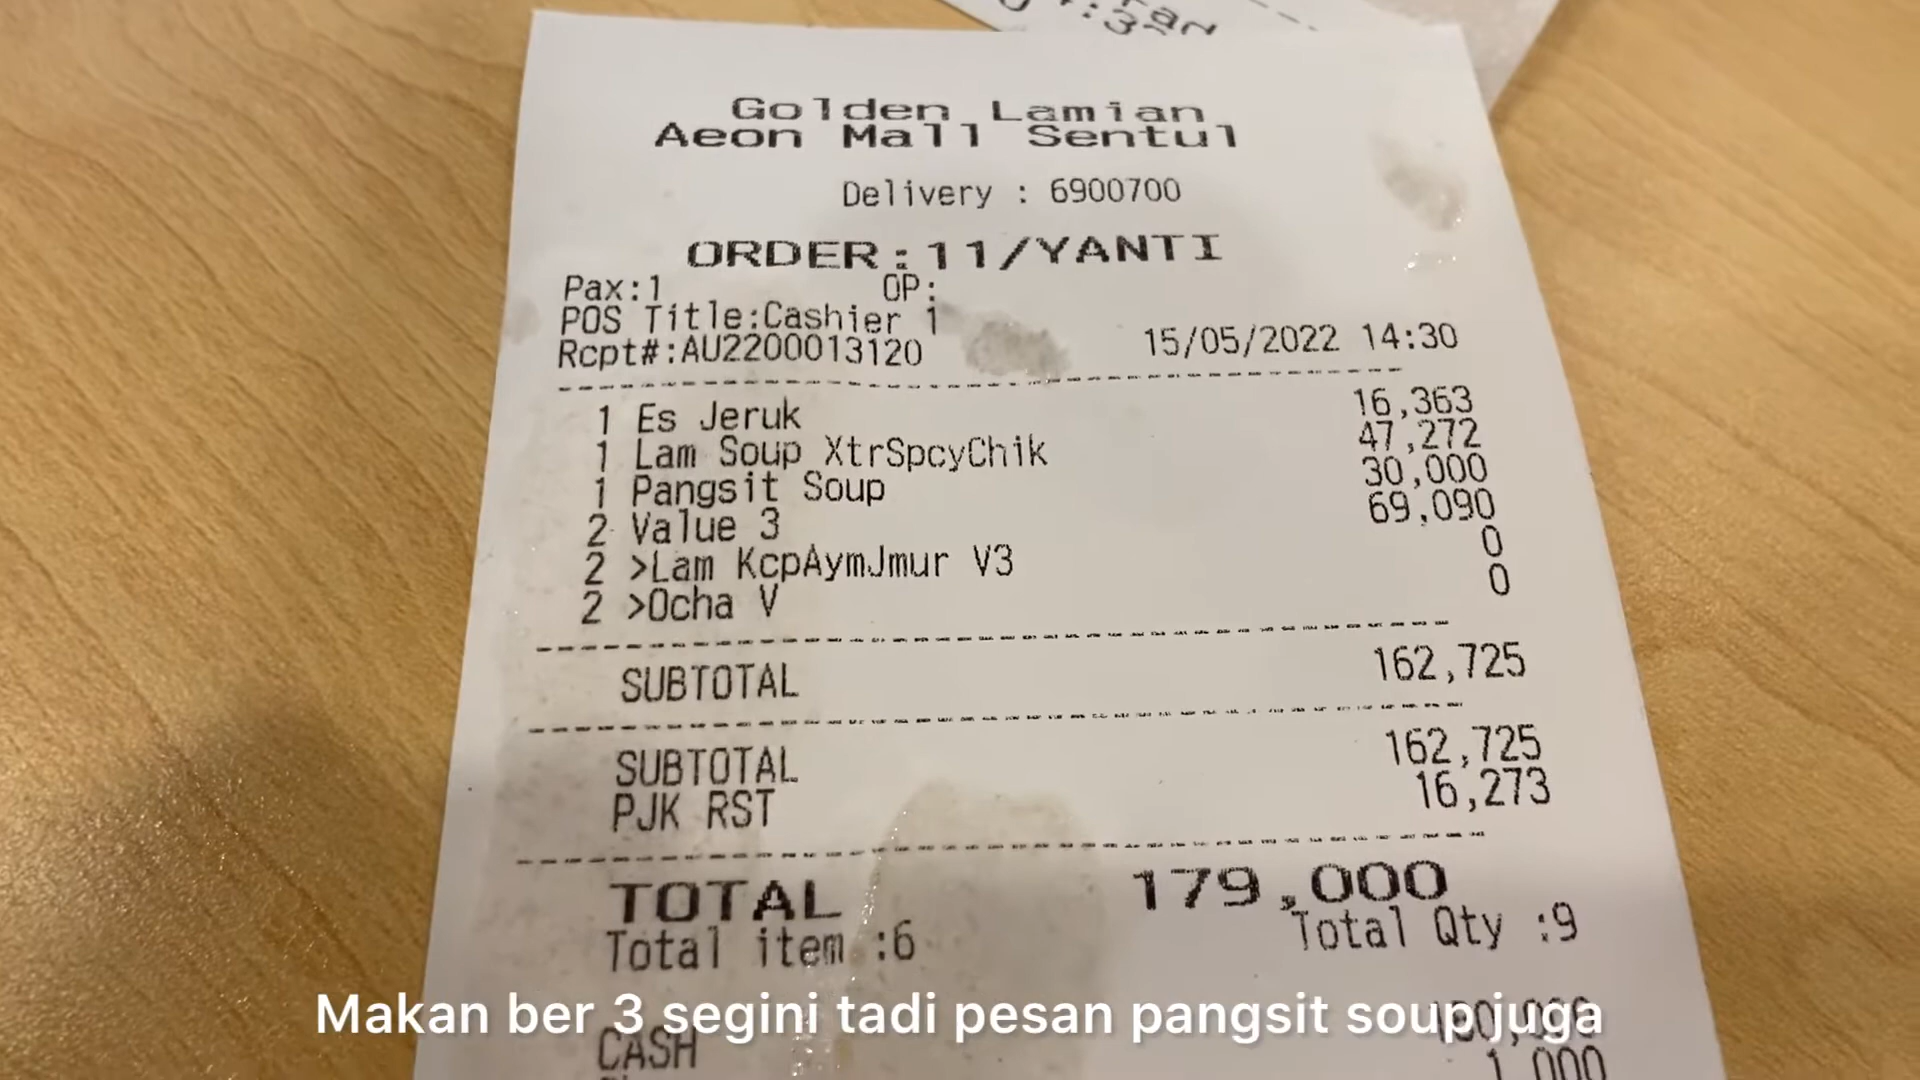 Golden Lamian
Aeon Mall Sentul
Delivery : 6900700
ORDER:11/YANTI
Pax:1 OP:
POS Title:Cashier 1
Rcpt#:AU2200013120 15/05/2022 14:30
1 Es Jeruk 16,363
1 Lam Soup XtrSpcyChik 47,272
1 Pangsit Soup 30,000
2 Value 3 69,090
2 >Lam KcpAymJmur V3 0
2 >Ocha V 0
SUBTOTAL 162,725
SUBTOTAL 162,725
PJK RST 16,273
TOTAL 179,000
Total item :6 Total Qty :9
Makan ber 3 segini tadi pesan pangsit soup juga
CASH
1,000